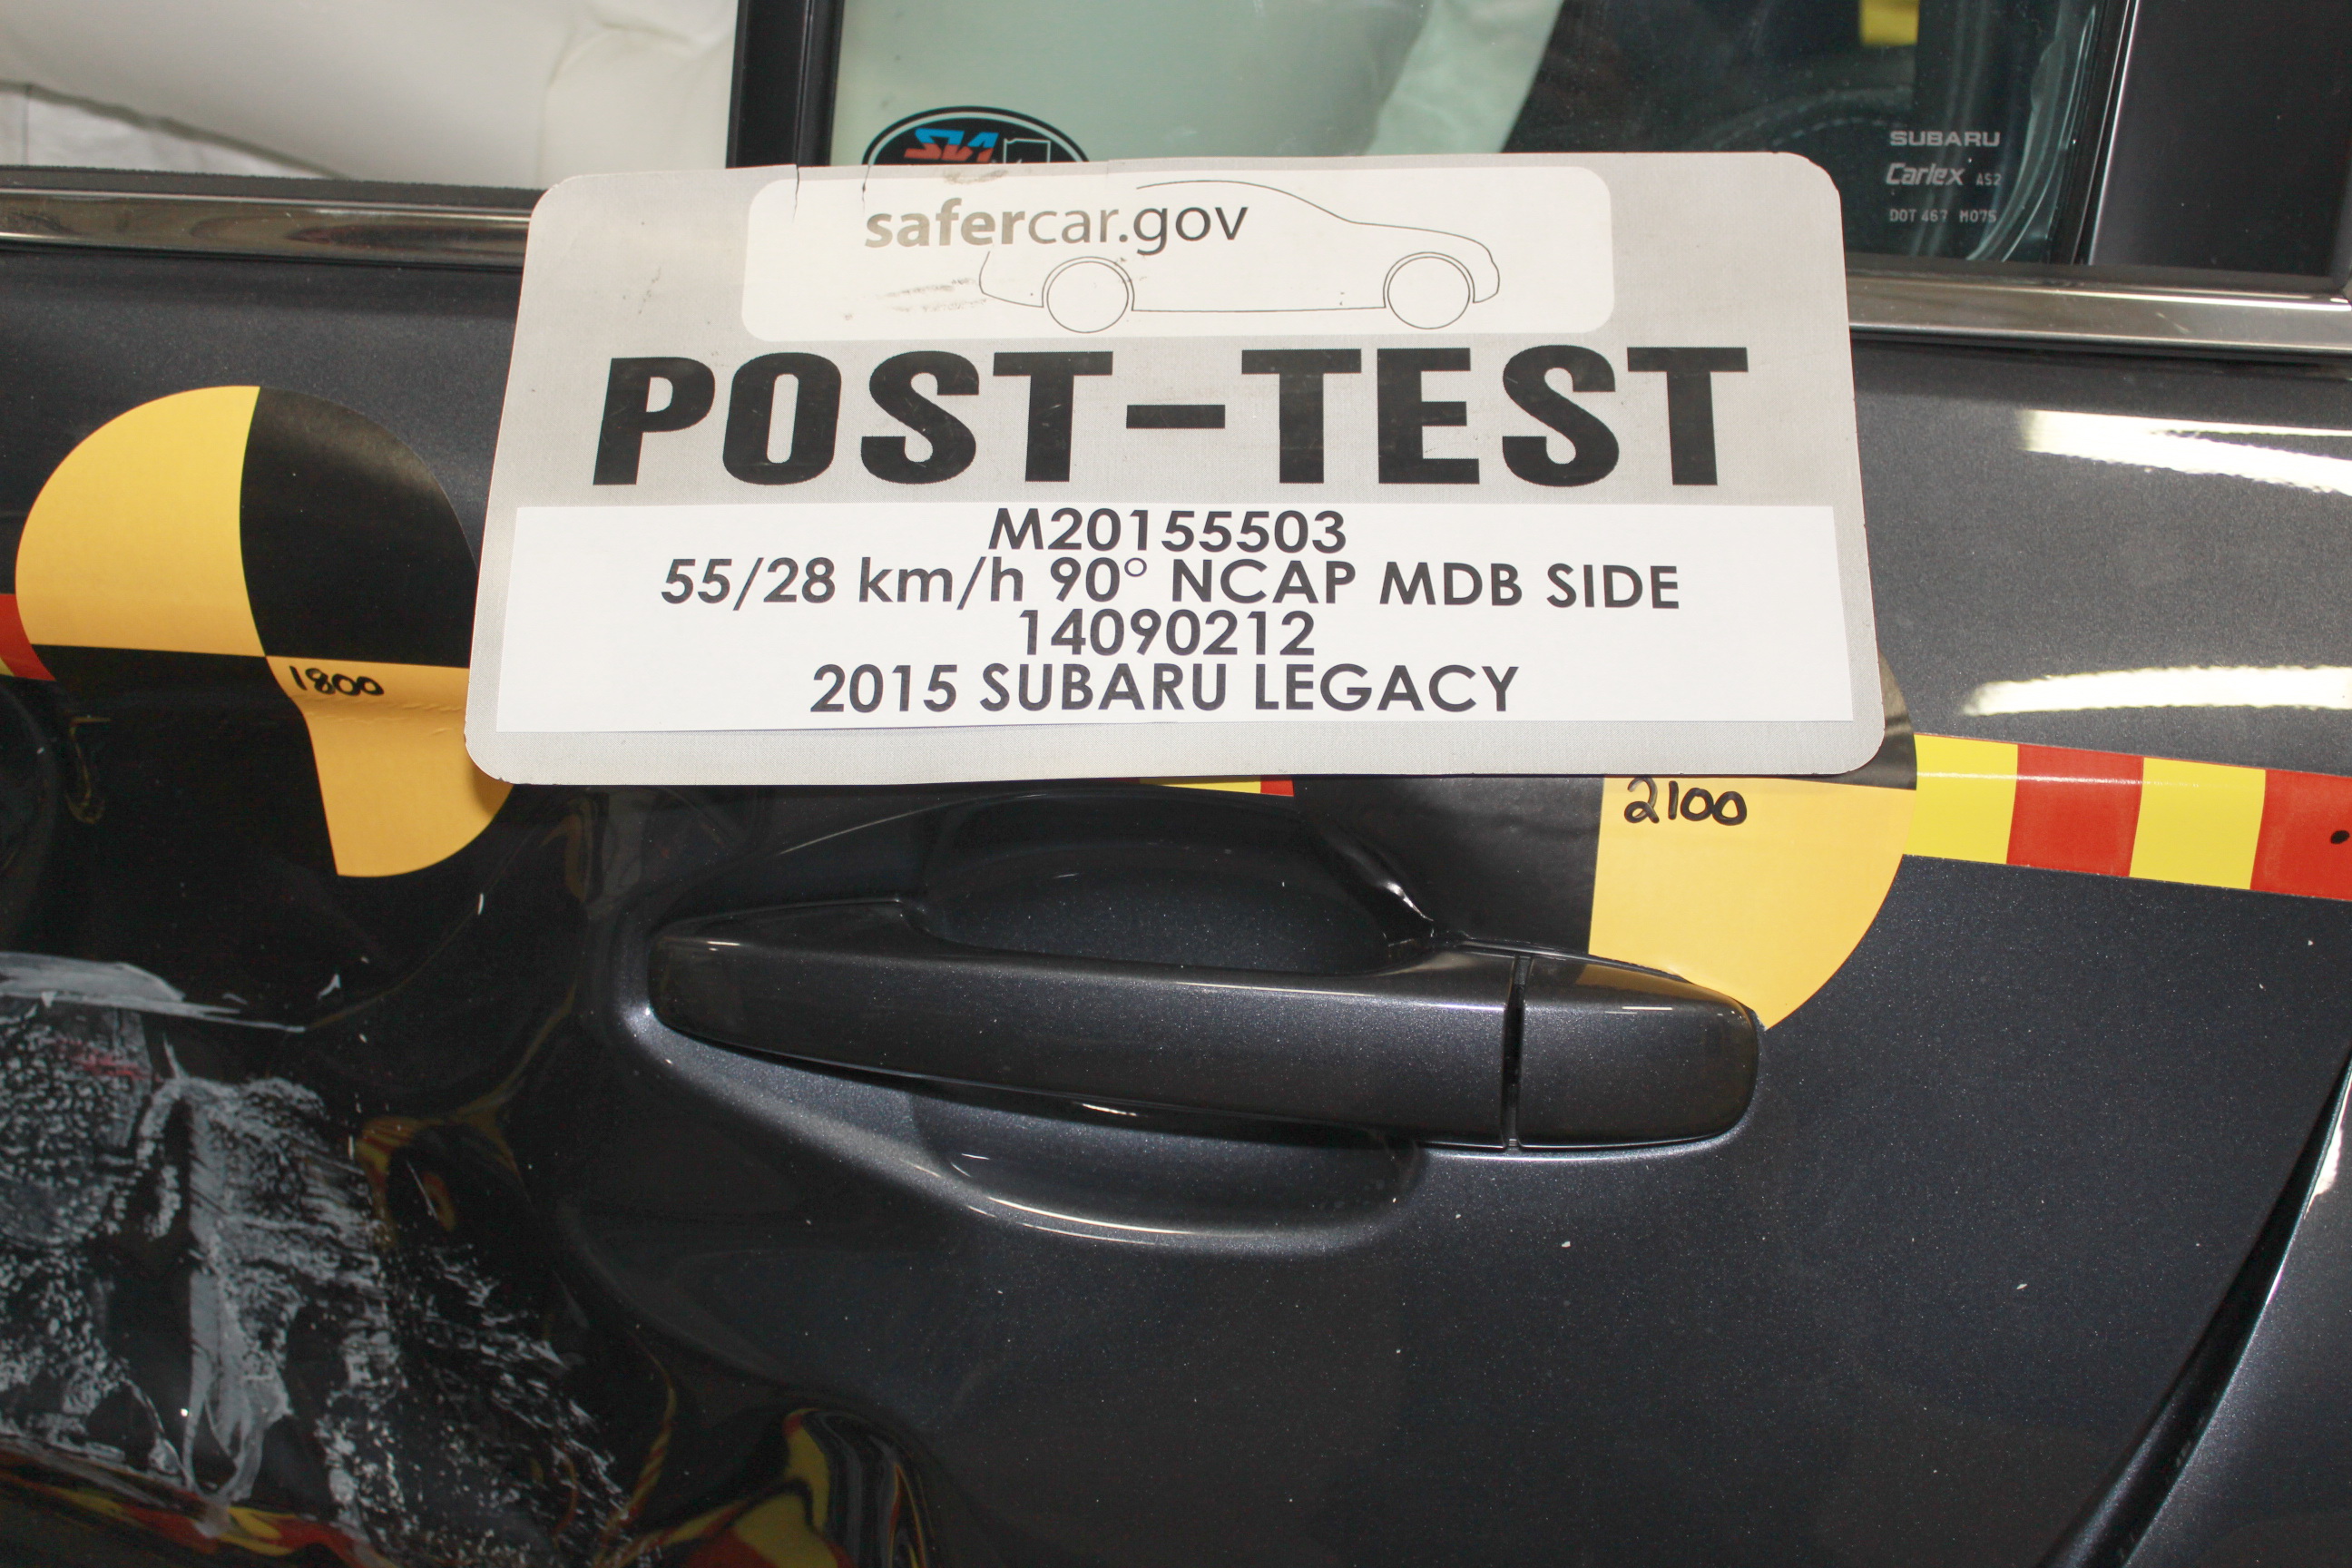 SUBARU
Carlex AS2
DOT 467 M075
safercar.gov
POST-TEST
M20155503
55/28 km/h 90° NCAP MDB SIDE
14090212
2015 SUBARU LEGACY
1800
2100